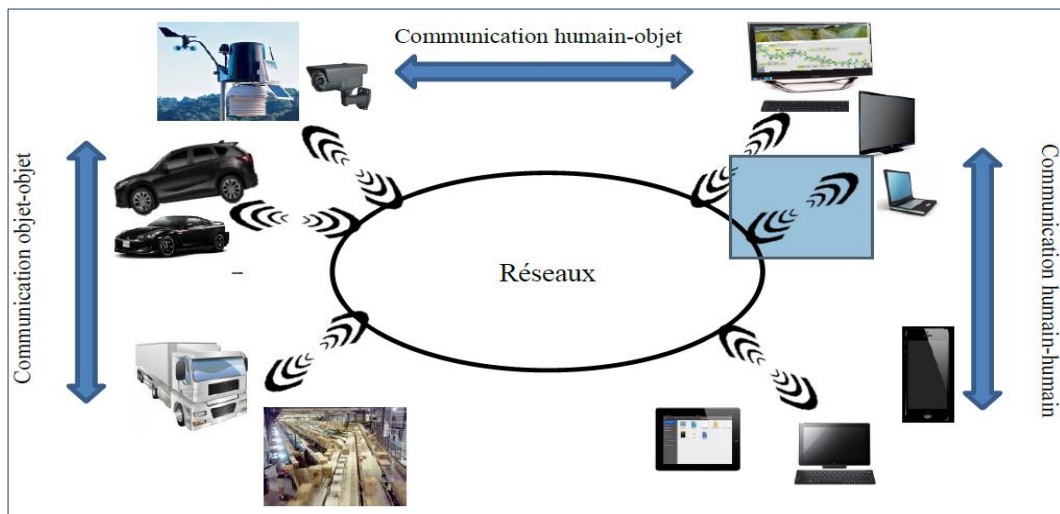 Communication humain-objet
Communication objet-objet
Réseaux
Communication humain-humain